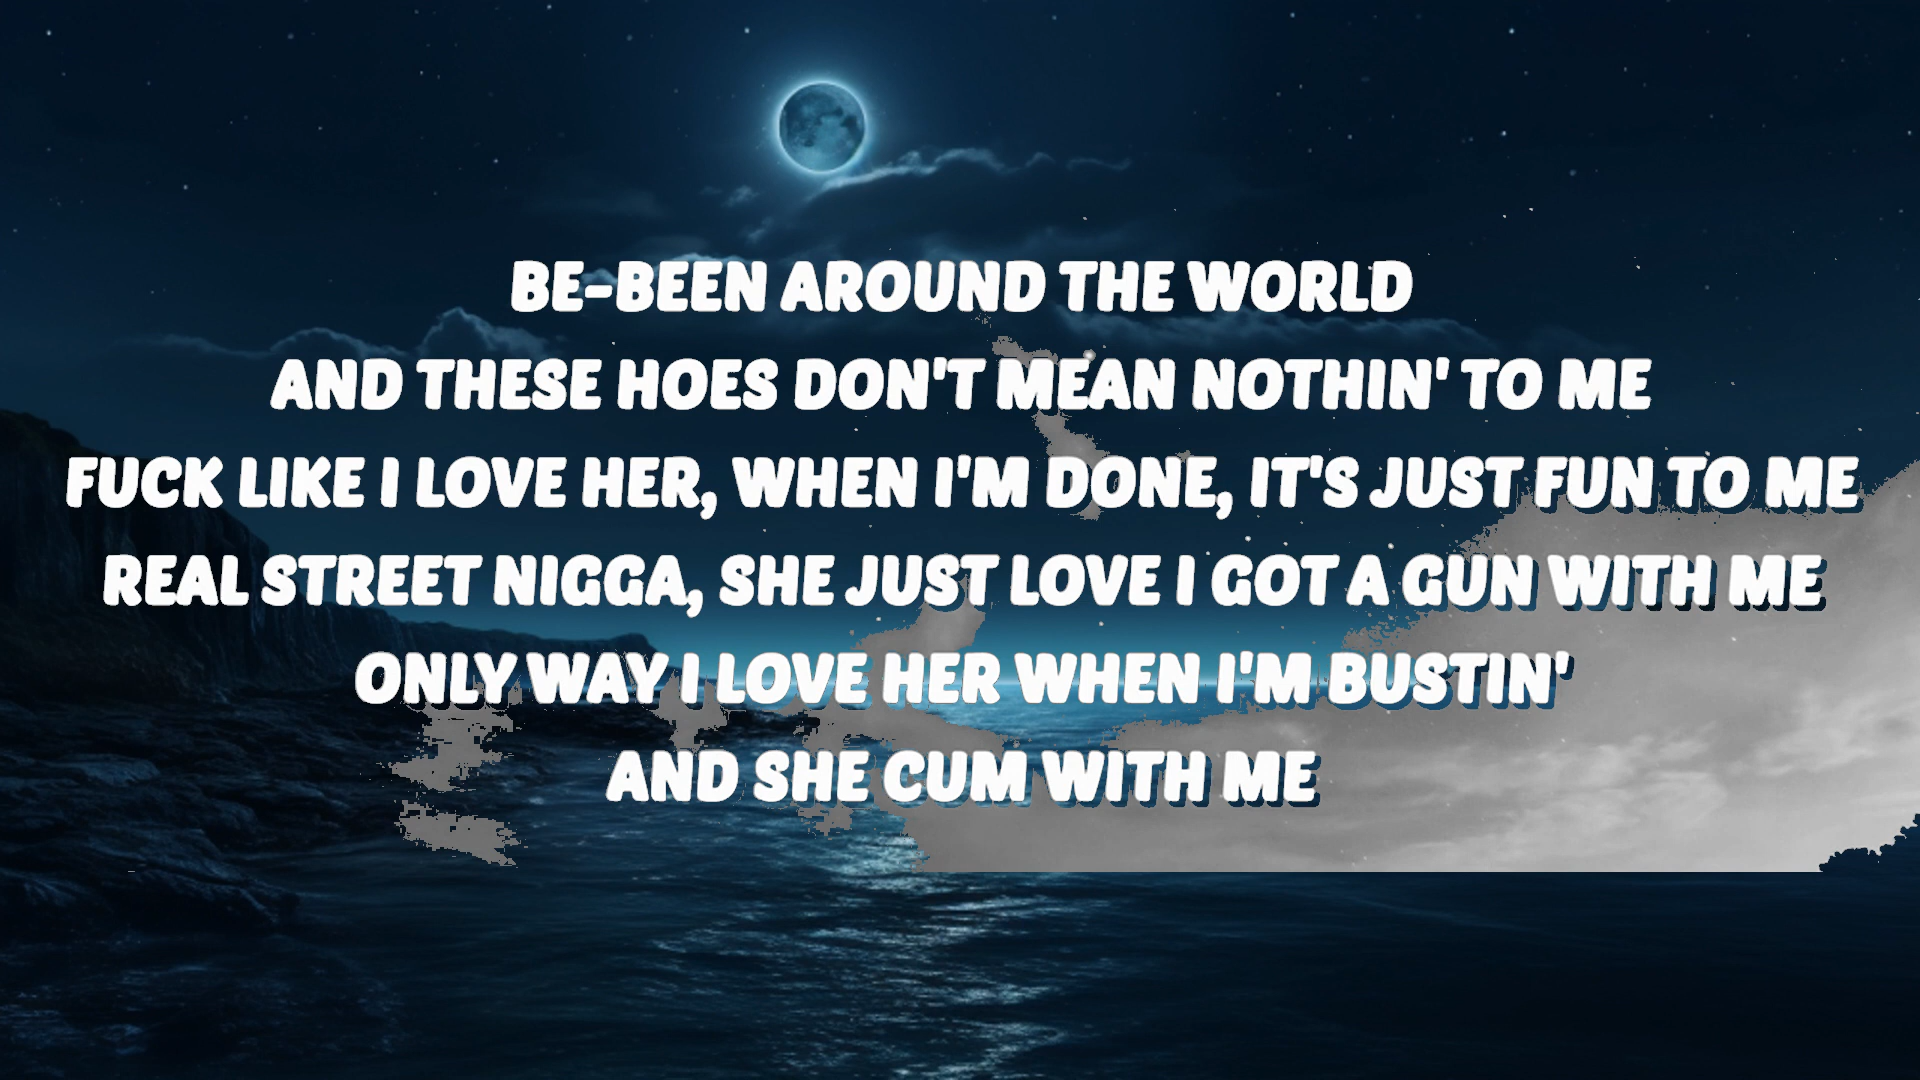 BE-BEEN AROUND THE WORLD
AND THESE HOES DON'T MEAN NOTHIN' TO ME
FUCK LIKE I LOVE HER, WHEN I'M DONE, IT'S JUST FUN TO ME
REAL STREET NIGGA, SHE JUST LOVE I GOT A GUN WITH ME
ONLY WAY I LOVE HER WHEN I'M BUSTIN'
AND SHE CUM WITH ME